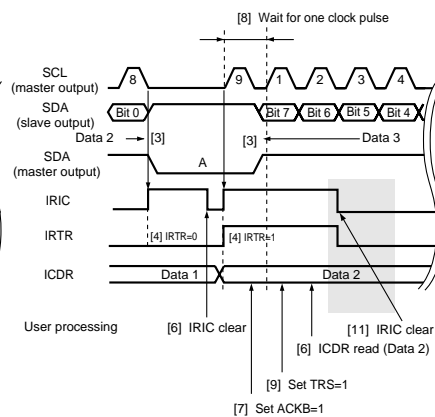 [8] Wait for one clock pulse
SCL
(master output)
8
9
1
2
3
4
SDA
(slave output)
Bit 0
Bit 7
Bit 6
Bit 5
Bit 4
Data 2
[3]
[3]
Data 3
SDA
(master output)
A
IRIC
IRTR
[4] IRTR=0
[4] IRTR=1
ICDR
Data 1
Data 2
User processing
[6] IRIC clear
[11] IRIC clear
[6] ICDR read (Data 2)
[9] Set TRS=1
[7] Set ACKB=1